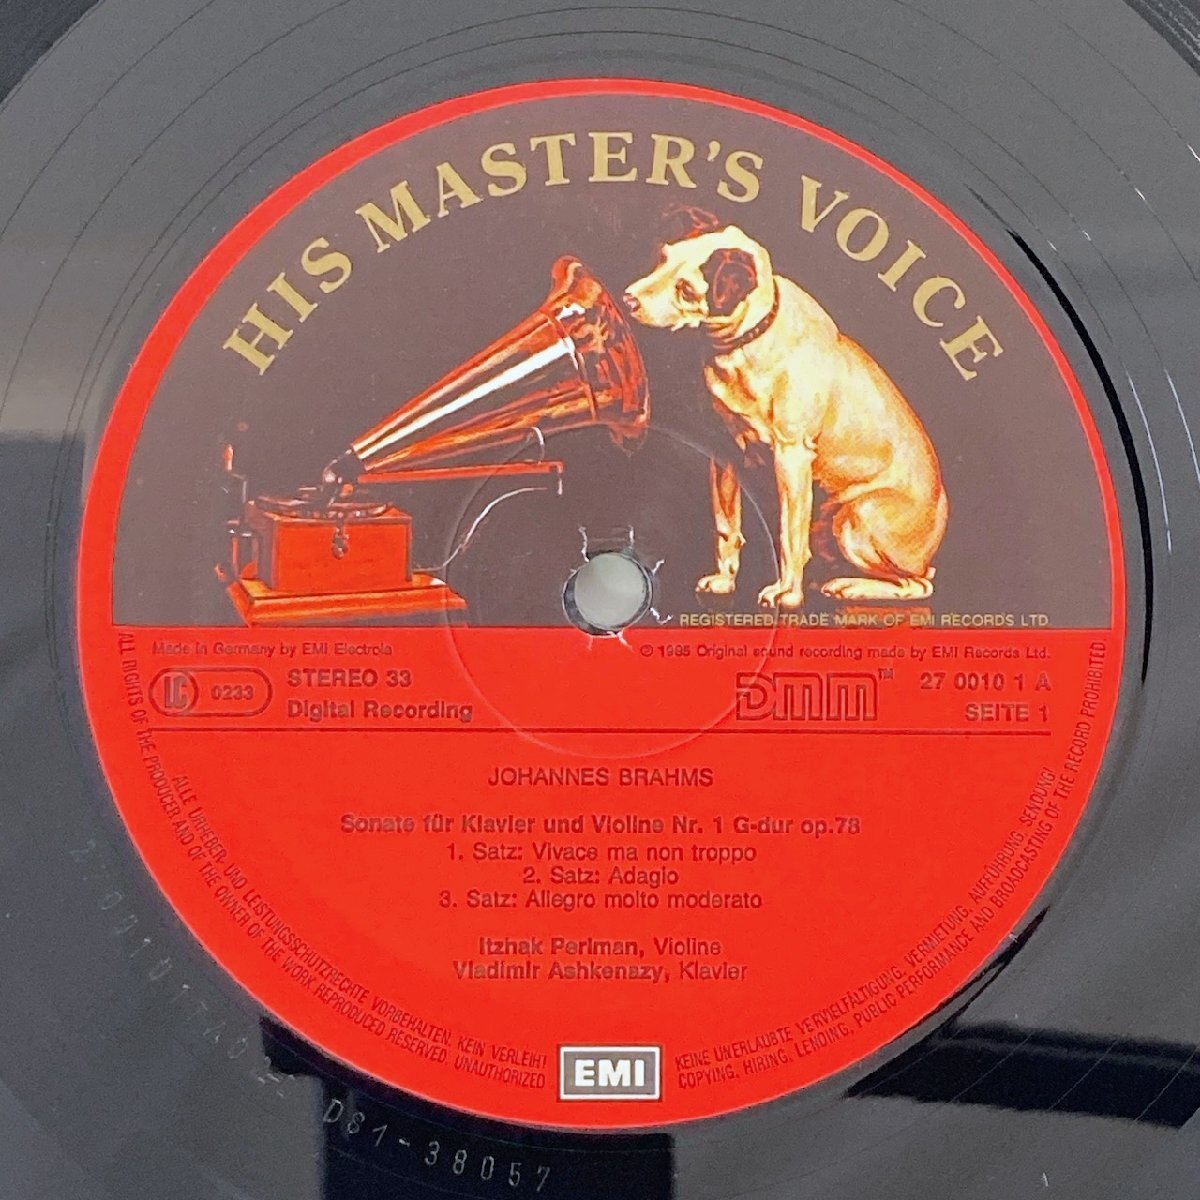 HIS MASTER'S VOICE
REGISTERED TRADE MARK OF EMI RECORDS LTD.
Made in Germany by EMI Electrola
℗ 1985 Original sound recording made by EMI Records Ltd.
LC 0233
STEREO 33
Digital Recording
DMM™
27 0010 1 A
SEITE 1
JOHANNES BRAHMS
Sonate für Klavier und Violine Nr. 1 G-dur op.78
1. Satz: Vivace ma non troppo
2. Satz: Adagio
3. Satz: Allegro molto moderato
Itzhak Perlman, Violine
Vladimir Ashkenazy, Klavier
ALLE URHEBER- UND LEISTUNGSSCHUTZRECHTE VORBEHALTEN. KEIN VERLEIH! KEINE UNERLAUBTE VERVIELFÄLTIGUNG, VERMIETUNG, AUFFÜHRUNG, SENDUNG!
ALL RIGHTS OF THE PRODUCER AND OF THE OWNER OF THE WORK REPRODUCED RESERVED. UNAUTHORIZED COPYING, HIRING, LENDING, PUBLIC PERFORMANCE AND BROADCASTING OF THE RECORD PROHIBITED
EMI
DS1-38057